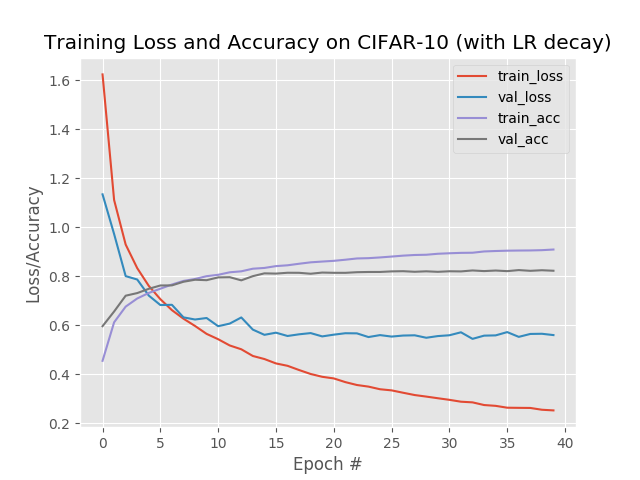 Training Loss and Accuracy on CIFAR-10 (with LR decay)
train_loss
val_loss
train_acc
val_acc
1.6
1.4
1.2
1.0
0.8
0.6
0.4
0.2
Loss/Accuracy
0 5 10 15 20 25 30 35 40
Epoch #